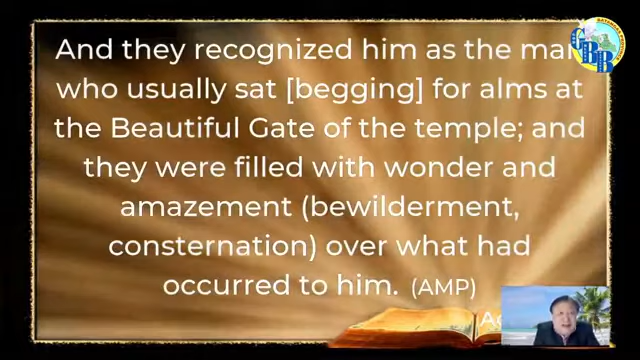 And they recognized him as the man
who usually sat [begging] for alms at
the Beautiful Gate of the temple; and
they were filled with wonder and
amazement (bewilderment,
consternation) over what had
occurred to him. (AMP)
GBB